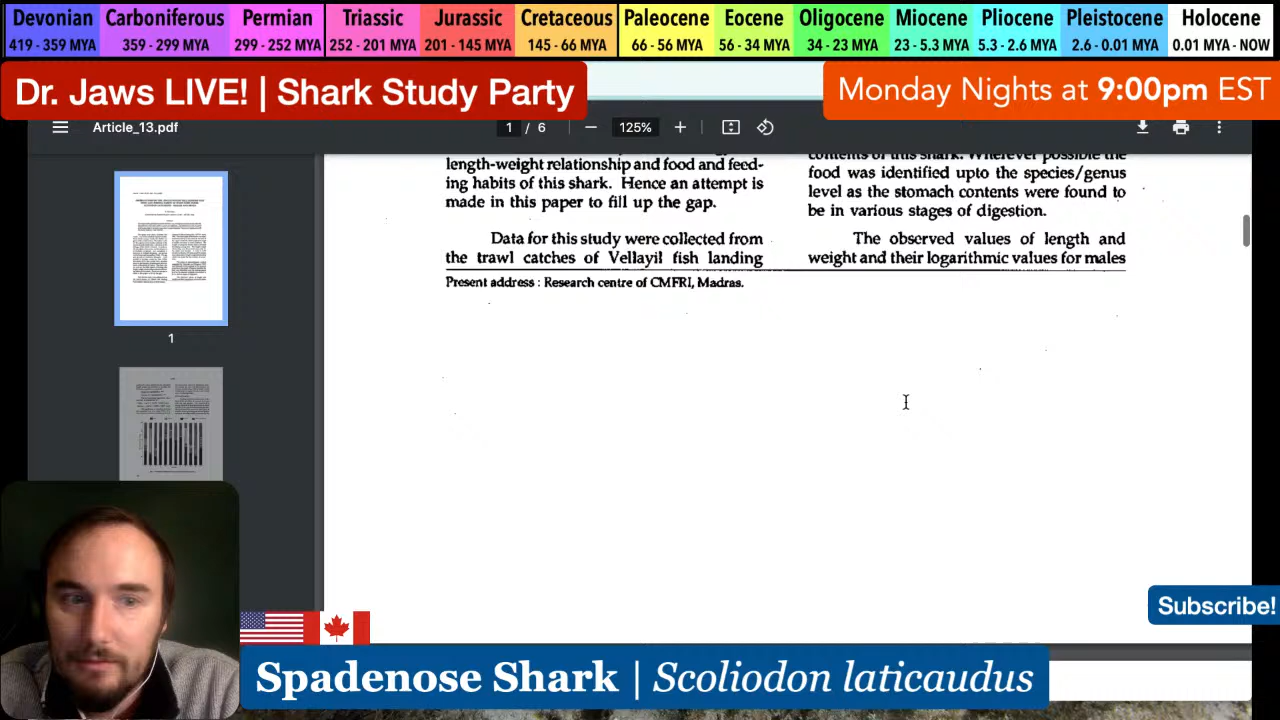 Devonian Carboniferous Permian Triassic Jurassic Cretaceous Paleocene Eocene Oligocene Miocene Pliocene Pleistocene Holocene
419 - 359 MYA 359 - 299 MYA 299 - 252 MYA 252 - 201 MYA 201 - 145 MYA 145 - 66 MYA 66 - 56 MYA 56 - 34 MYA 34 - 23 MYA 23 - 5.3 MYA 5.3 - 2.6 MYA 2.6 - 0.01 MYA 0.01 MYA - NOW
Dr. Jaws LIVE! | Shark Study Party
Monday Nights at 9:00pm EST
Article_13.pdf
1 / 6
125%
length-weight relationship and food and feed-
ing habits of this shark. Hence an attempt is
made in this paper to fill up the gap.
Data for this study were collected from
the trawl catches of Vellayil fish landing
Present address : Research centre of CMFRI, Madras.
contents of this shark. Wherever possible the
food was identified upto the species/genus
level as the stomach contents were found to
be in various stages of digestion.
The observed values of length and
weight and their logarithmic values for males
1
Subscribe!
Spadenose Shark | Scoliodon laticaudus